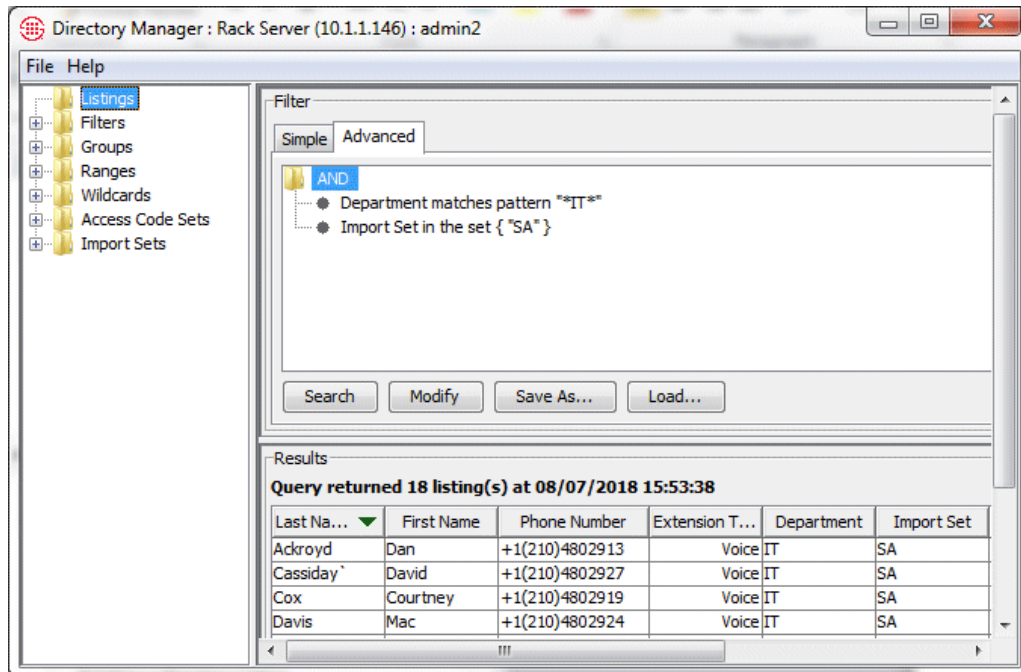 Directory Manager : Rack Server (10.1.1.146) : admin2
File Help
Listings
Filters
Groups
Ranges
Wildcards
Access Code Sets
Import Sets
Filter
Simple Advanced
AND
Department matches pattern "*IT*"
Import Set in the set { "SA" }
Search Modify Save As... Load...
Results
Query returned 18 listing(s) at 08/07/2018 15:53:38
Last Na... First Name Phone Number Extension T... Department Import Set
Ackroyd Dan +1(210)4802913 Voice IT SA
Cassiday` David +1(210)4802927 Voice IT SA
Cox Courtney +1(210)4802919 Voice IT SA
Davis Mac +1(210)4802924 Voice IT SA